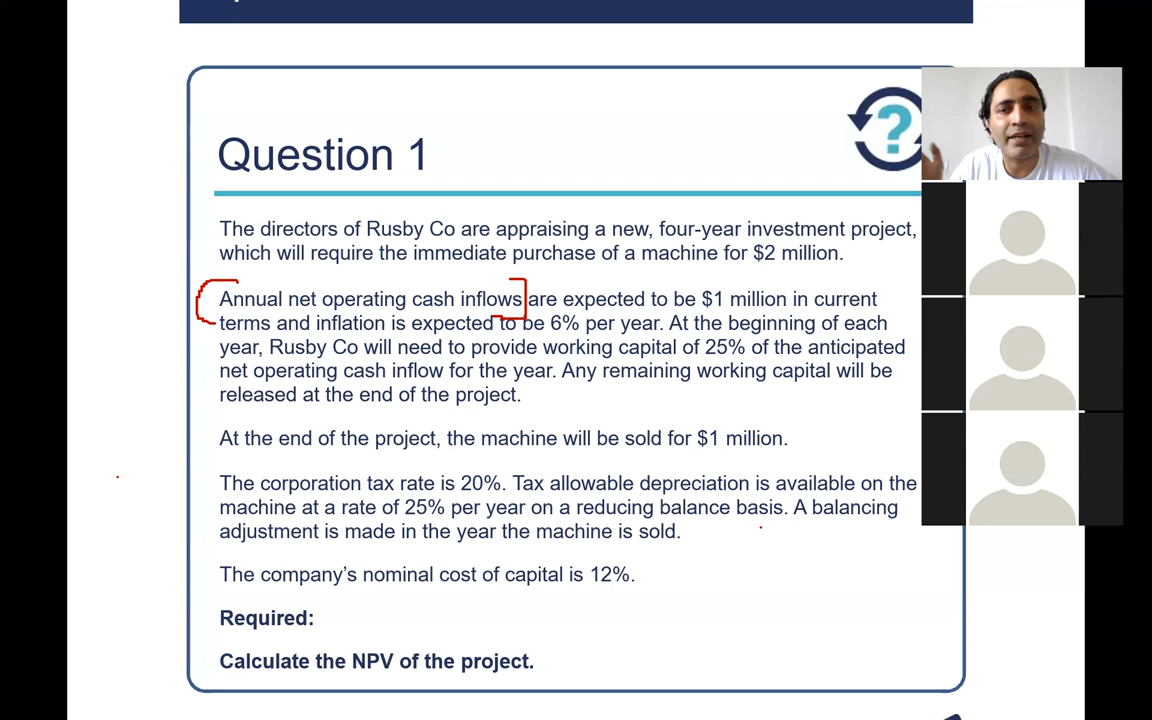 Question 1
?
The directors of Rusby Co are appraising a new, four-year investment project,
which will require the immediate purchase of a machine for $2 million.
Annual net operating cash inflows are expected to be $1 million in current
terms and inflation is expected to be 6% per year. At the beginning of each
year, Rusby Co will need to provide working capital of 25% of the anticipated
net operating cash inflow for the year. Any remaining working capital will be
released at the end of the project.
At the end of the project, the machine will be sold for $1 million.
The corporation tax rate is 20%. Tax allowable depreciation is available on the
machine at a rate of 25% per year on a reducing balance basis. A balancing
adjustment is made in the year the machine is sold.
The company’s nominal cost of capital is 12%.
Required:
Calculate the NPV of the project.